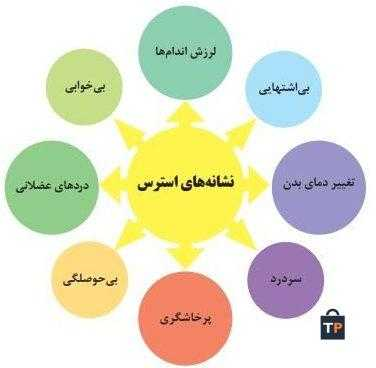 لرزش اندام‌ها
بی‌خوابی
بی‌اشتهایی
نشانه‌های استرس
تغییر دمای بدن
دردهای عضلانی
بی‌حوصلگی
سردرد
پرخاشگری
TP